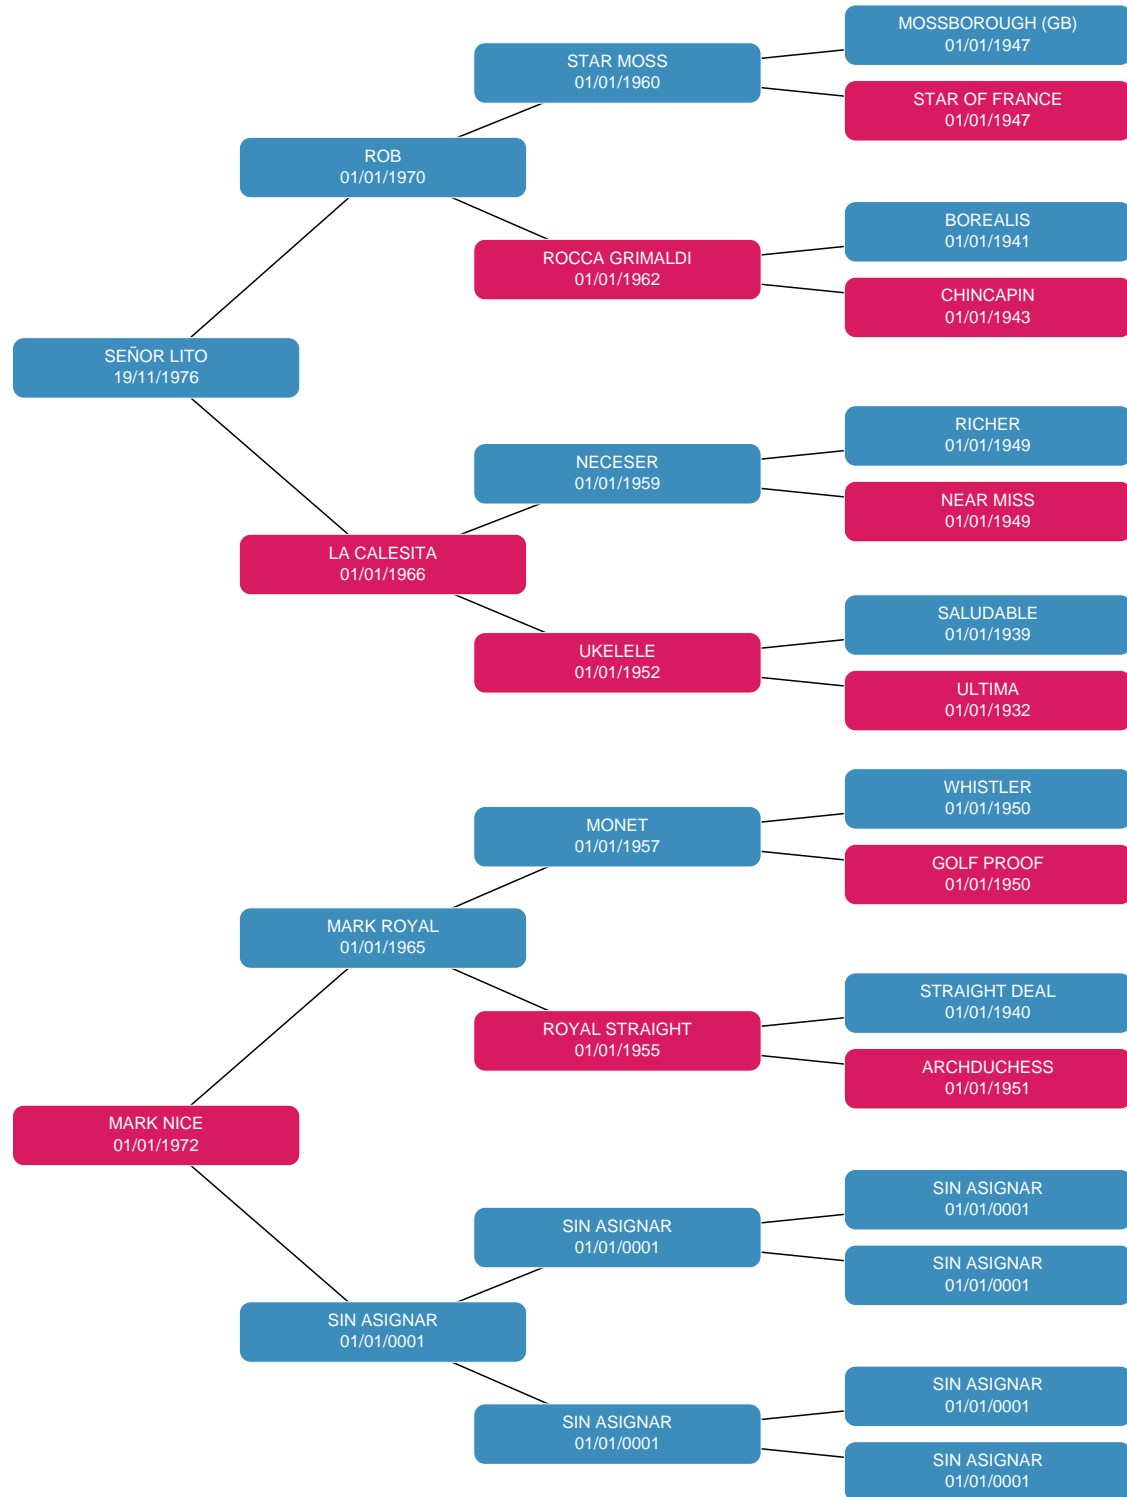 MOSSBOROUGH (GB)
01/01/1947
STAR MOSS
01/01/1960
STAR OF FRANCE
01/01/1947
ROB
01/01/1970
BOREALIS
01/01/1941
ROCCA GRIMALDI
01/01/1962
CHINCAPIN
01/01/1943
SEÑOR LITO
19/11/1976
RICHER
01/01/1949
NECESER
01/01/1959
NEAR MISS
01/01/1949
LA CALESITA
01/01/1966
SALUDABLE
01/01/1939
UKELELE
01/01/1952
ULTIMA
01/01/1932
WHISTLER
01/01/1950
MONET
01/01/1957
GOLF PROOF
01/01/1950
MARK ROYAL
01/01/1965
STRAIGHT DEAL
01/01/1940
ROYAL STRAIGHT
01/01/1955
ARCHDUCHESS
01/01/1951
MARK NICE
01/01/1972
SIN ASIGNAR
01/01/0001
SIN ASIGNAR
01/01/0001
SIN ASIGNAR
01/01/0001
SIN ASIGNAR
01/01/0001
SIN ASIGNAR
01/01/0001
SIN ASIGNAR
01/01/0001
SIN ASIGNAR
01/01/0001